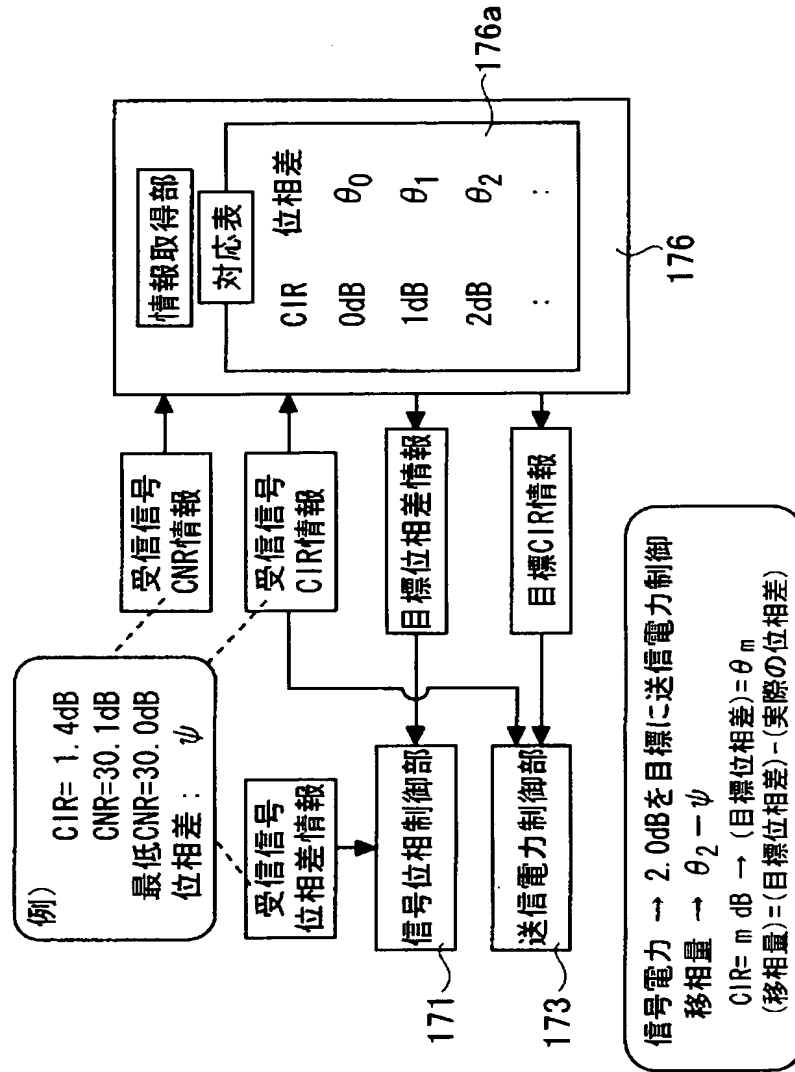 例)
CIR= 1.4dB
CNR=30.1dB
最低CNR=30.0dB
位相差： ψ
受信信号
CNR情報
受信信号
CIR情報
受信信号
位相差情報
信号位相制御部
171
送信電力制御部
173
目標位相差情報
目標CIR情報
情報取得部
対応表
CIR 位相差
0dB θ0
1dB θ1
2dB θ2
: :
176a
176
信号電力 → 2.0dBを目標に送信電力制御
移相量 → θ2－ψ
CIR= m dB → (目標位相差)=θm
(移相量)=(目標位相差)-(実際の位相差)